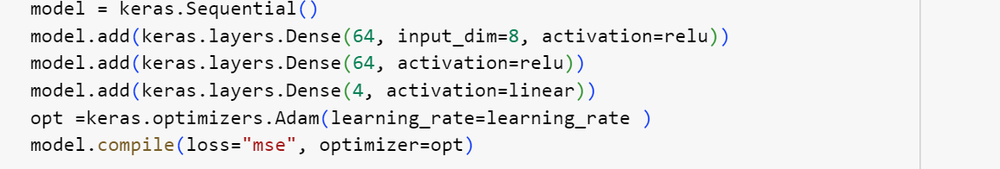 model = keras.Sequential()
model.add(keras.layers.Dense(64, input_dim=8, activation=relu))
model.add(keras.layers.Dense(64, activation=relu))
model.add(keras.layers.Dense(4, activation=linear))
opt =keras.optimizers.Adam(learning_rate=learning_rate )
model.compile(loss="mse", optimizer=opt)